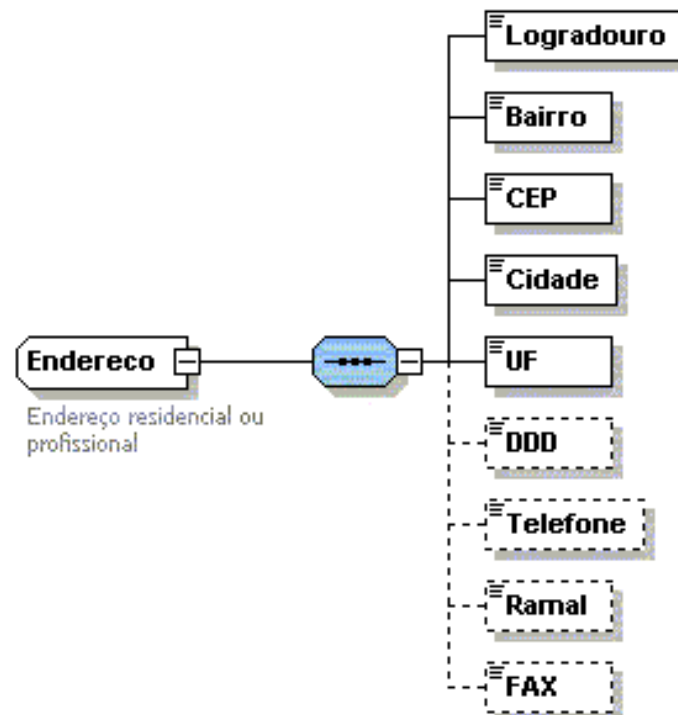 Logradouro
Bairro
CEP
Cidade
Endereco
UF
Endereço residencial ou
profissional
DDD
Telefone
Ramal
FAX